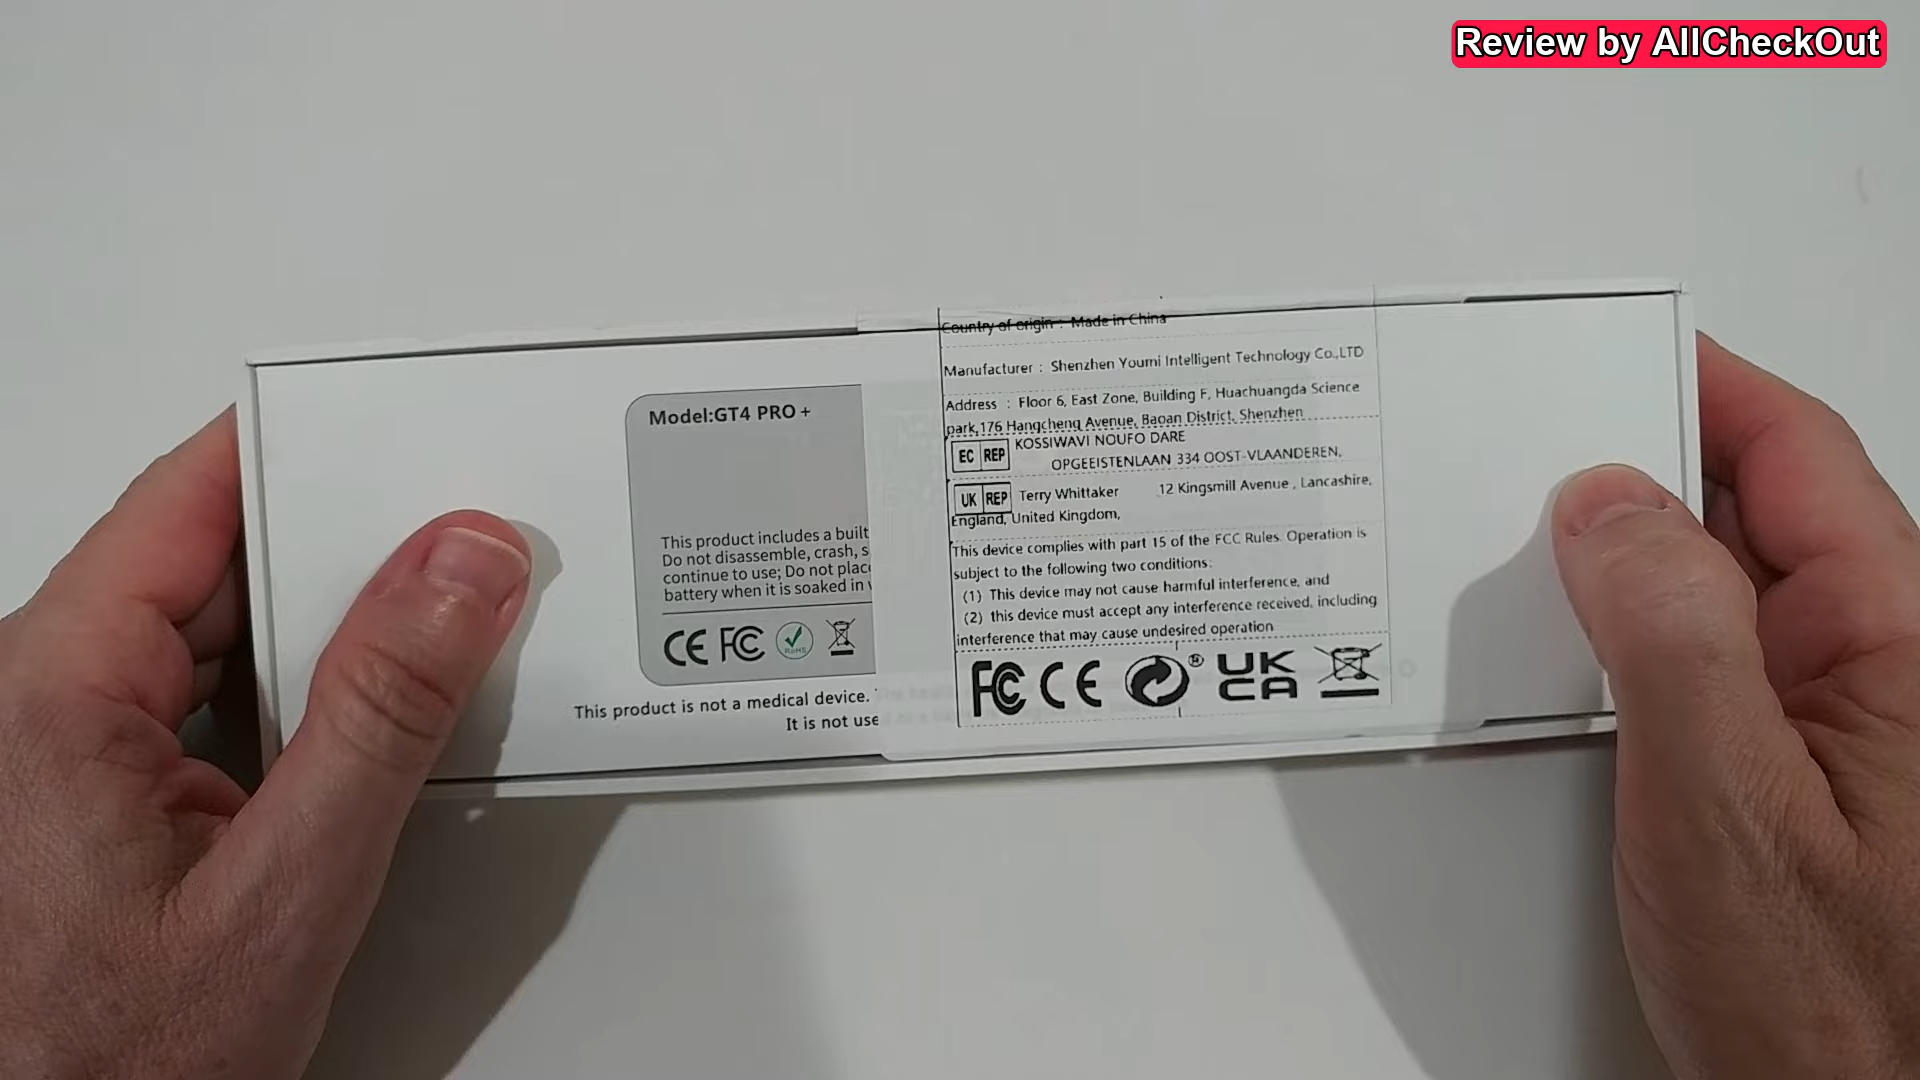 Review by AllCheckOut
Model:GT4 PRO +
This product includes a built
Do not disassemble, crash, s
continue to use; Do not plac
battery when it is soaked in
CE FC RoHS
This product is not a medical device.
It is not use
Country of origin : Made in China
Manufacturer : Shenzhen Youmi Intelligent Technology Co.,LTD
Address : Floor 6, East Zone, Building F, Huachuangda Science
park,176 Hangcheng Avenue, Baoan District, Shenzhen
EC REP KOSSIWAVI NOUFO DARE
OPGEEISTENLAAN 334 OOST-VLAANDEREN,
UK REP Terry Whittaker 12 Kingsmill Avenue , Lancashire,
England, United Kingdom,
This device complies with part 15 of the FCC Rules. Operation is
subject to the following two conditions:
(1) This device may not cause harmful interference, and
(2) this device must accept any interference received, including
interference that may cause undesired operation
FC CE ® UK
CA